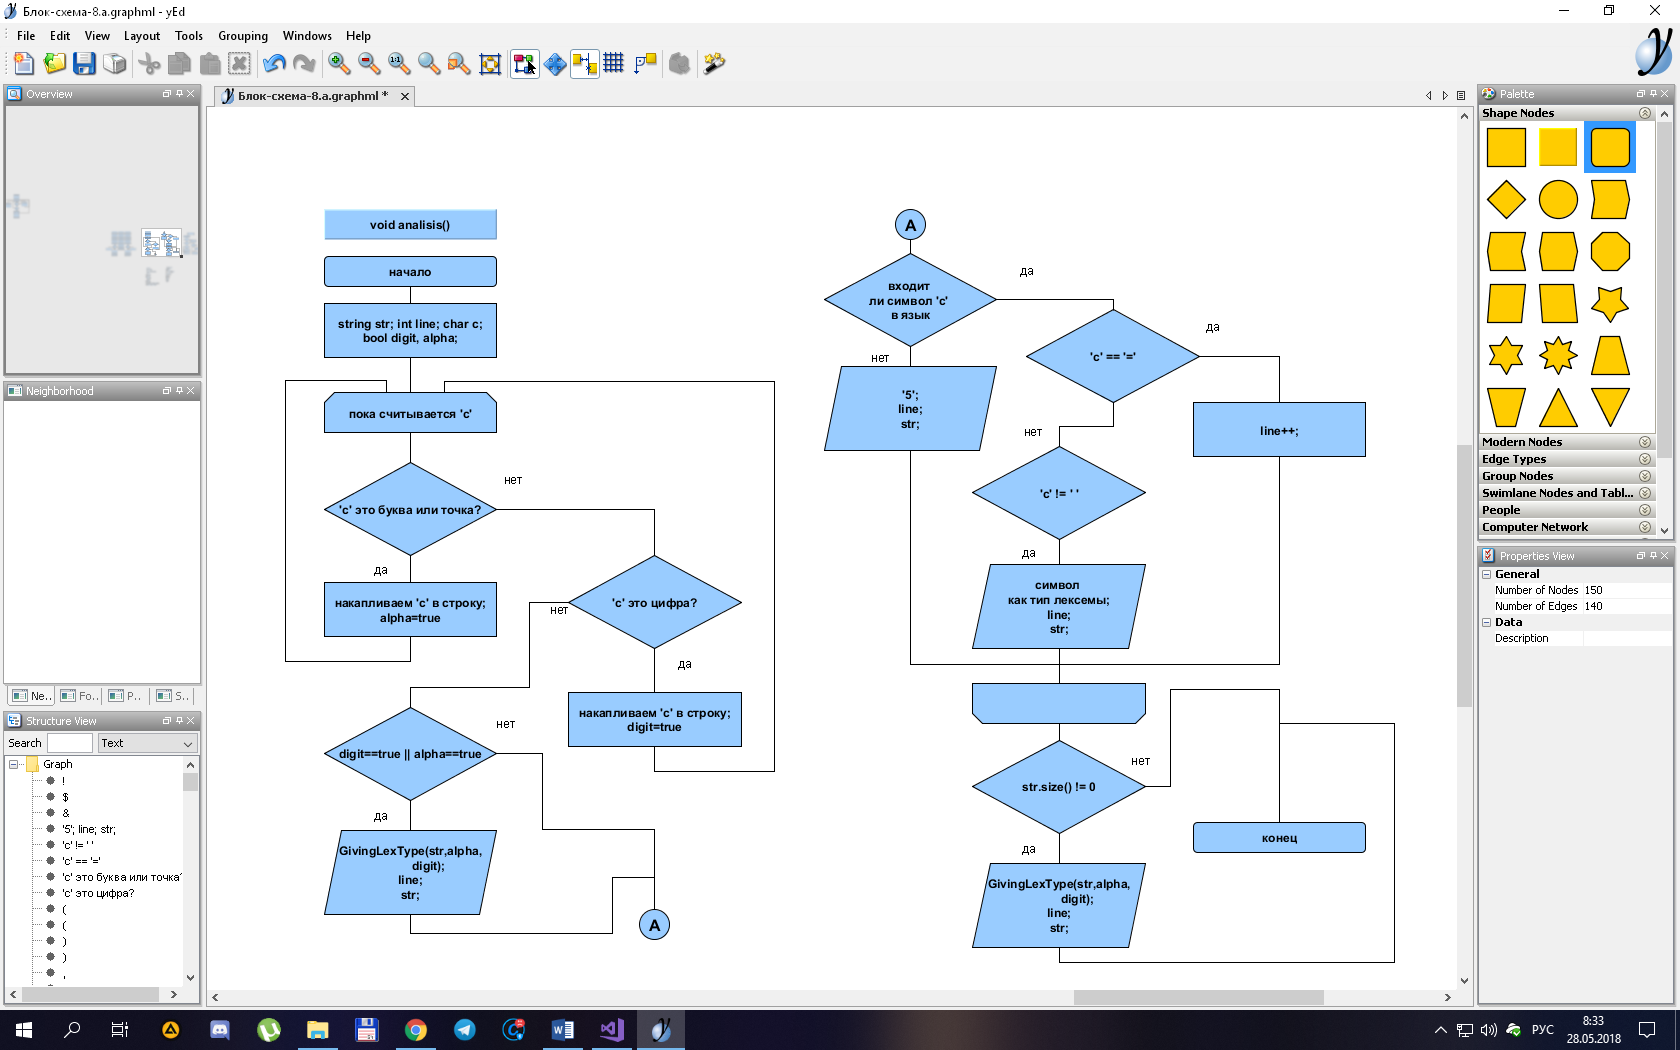 Блок-схема-8.a.graphml - yEd
File Edit View Layout Tools Grouping Windows Help
Overview
Блок-схема-8.a.graphml *
Neighborhood
Ne..
Fo..
P..
S..
Structure View
Search
Text
Graph
!
$
&
'5'; line; str;
'c' != ' '
'c' == '='
'c' это буква или точка?
'c' это цифра?
(
(
)
)
,
void analisis()
начало
string str; int line; char c;
bool digit, alpha;
пока считывается 'c'
'c' это буква или точка?
нет
да
накапливаем 'c' в строку;
alpha=true
'c' это цифра?
нет
да
накапливаем 'c' в строку;
digit=true
digit==true || alpha==true
нет
да
GivingLexType(str,alpha,
digit);
line;
str;
A
A
входит
ли символ 'c'
в язык
да
нет
'5';
line;
str;
'c' == '='
да
нет
line++;
'c' != ' '
да
символ
как тип лексемы;
line;
str;
str.size() != 0
нет
да
конец
GivingLexType(str,alpha,
digit);
line;
str;
Palette
Shape Nodes
Modern Nodes
Edge Types
Group Nodes
Swimlane Nodes and Tabl...
People
Computer Network
Properties View
General
Number of Nodes 150
Number of Edges 140
Data
Description
РУС
8:33
28.05.2018